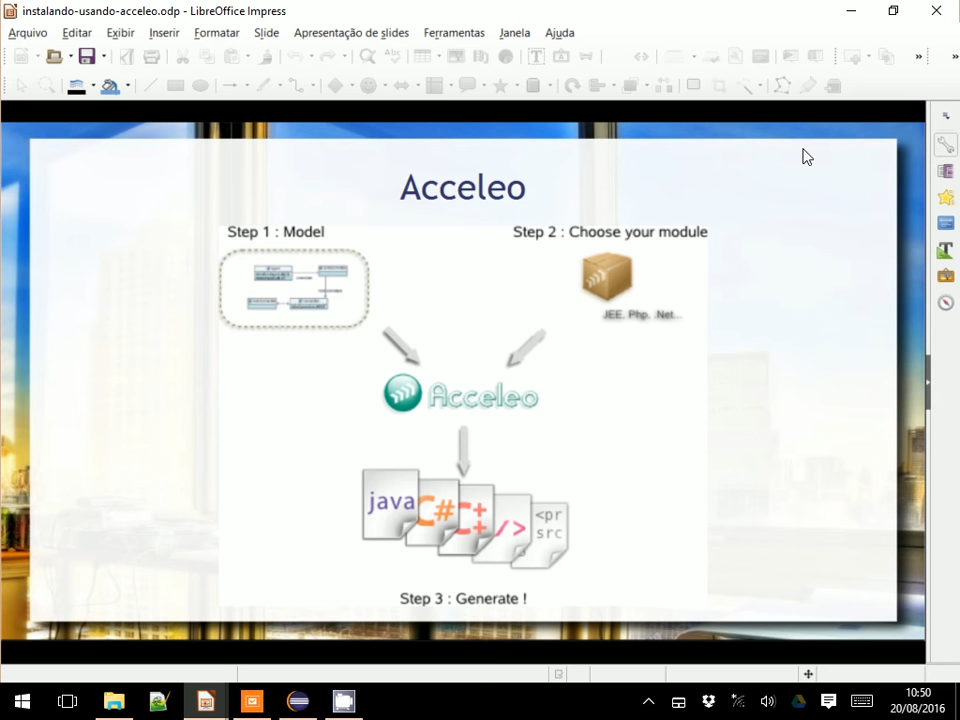 instalando-usando-acceleo.odp - LibreOffice Impress
Arquivo Editar Exibir Inserir Formatar Slide Apresentação de slides Ferramentas Janela Ajuda
Acceleo
Step 1 : Model
Step 2 : Choose your module
JEE, Php, .Net...
Acceleo
java
C#
C++
/>
<pr
src
Step 3 : Generate !
10:50
20/08/2016